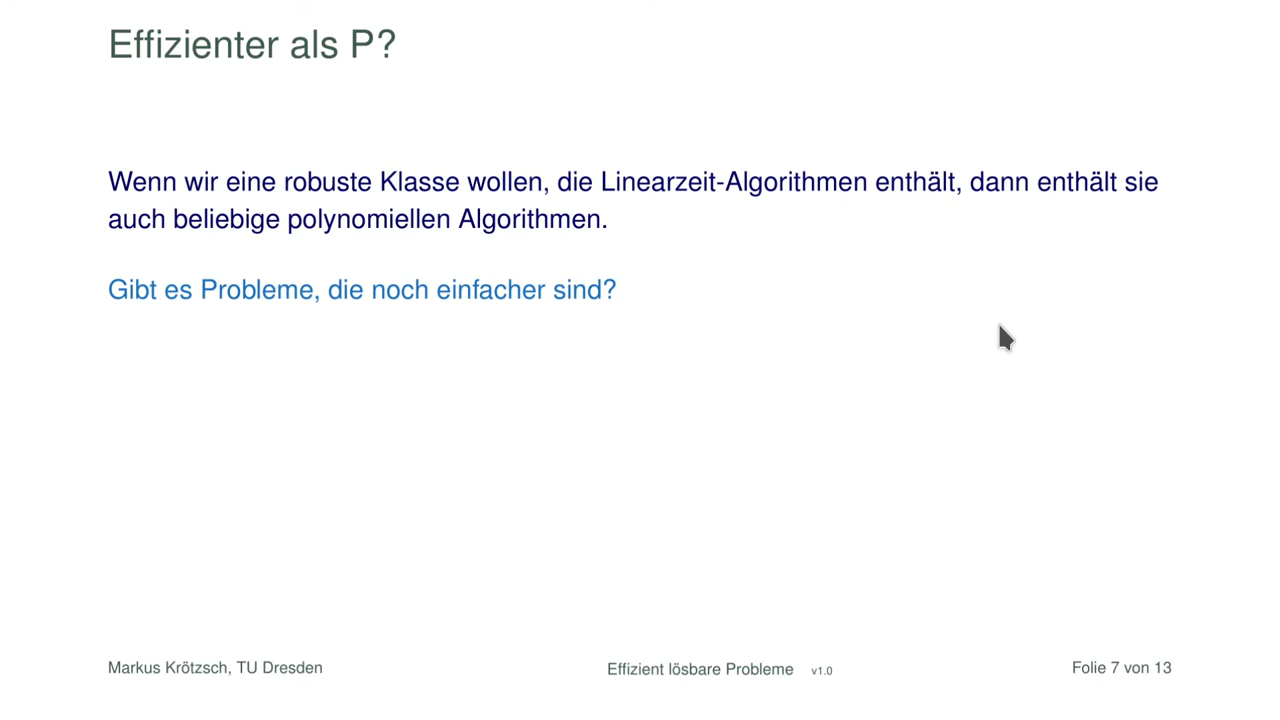 Effizienter als P?
Wenn wir eine robuste Klasse wollen, die Linearzeit-Algorithmen enthält, dann enthält sie
auch beliebige polynomiellen Algorithmen.
Gibt es Probleme, die noch einfacher sind?
Markus Krötzsch, TU Dresden
Effizient lösbare Probleme v1.0
Folie 7 von 13